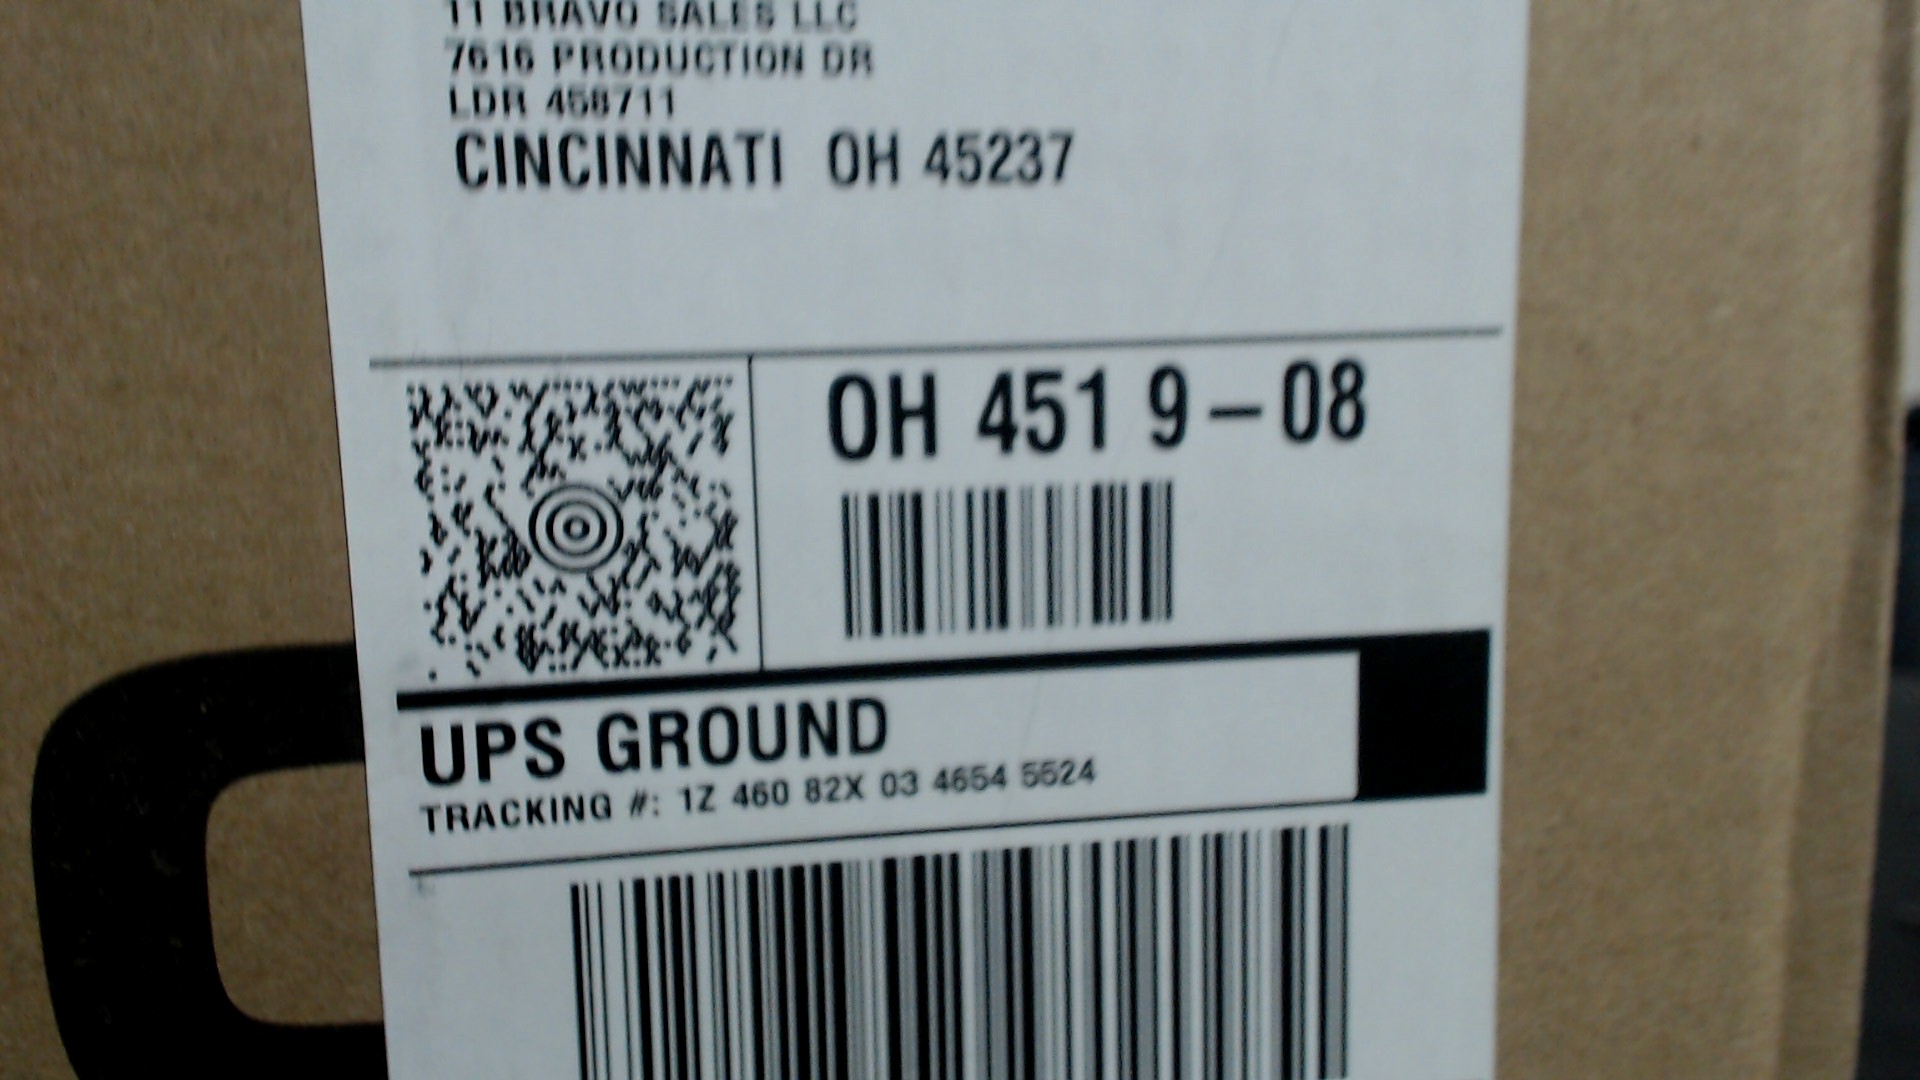 11 BRAVO SALES LLC
7616 PRODUCTION DR
LDR 458711
CINCINNATI OH 45237
OH 451 9-08
UPS GROUND
TRACKING #: 1Z 460 82X 03 4654 5524